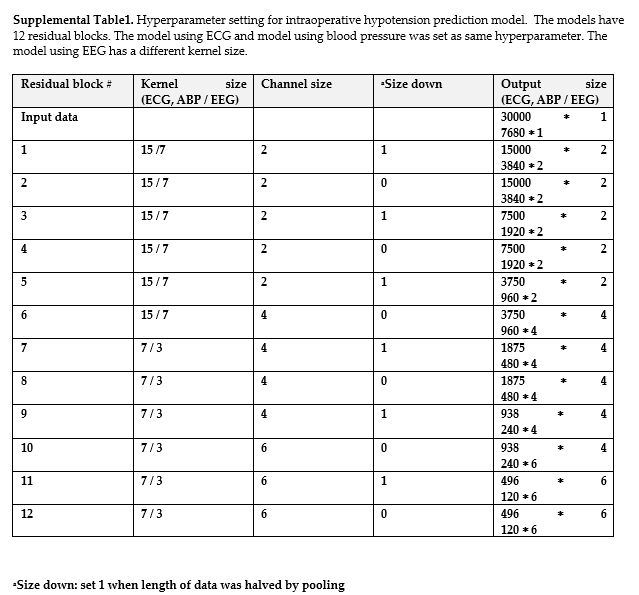 Supplemental Table1. Hyperparameter setting for intraoperative hypotension prediction model. The models have
12 residual blocks. The model using ECG and model using blood pressure was set as same hyperparameter. The
model using EEG has a different kernel size.
Residual block # Kernel size Channel size ᵃSize down Output size
(ECG, ABP / EEG) (ECG, ABP / EEG)
Input data 30000 * 1
7680 * 1
1 15 /7 2 1 15000 * 2
3840 * 2
2 15 / 7 2 0 15000 * 2
3840 * 2
3 15 / 7 2 1 7500 * 2
1920 * 2
4 15 / 7 2 0 7500 * 2
1920 * 2
5 15 / 7 2 1 3750 * 2
960 * 2
6 15 / 7 4 0 3750 * 4
960 * 4
7 7 / 3 4 1 1875 * 4
480 * 4
8 7 / 3 4 0 1875 * 4
480 * 4
9 7 / 3 4 1 938 * 4
240 * 4
10 7 / 3 6 0 938 * 4
240 * 6
11 7 / 3 6 1 496 * 6
120 * 6
12 7 / 3 6 0 496 * 6
120 * 6
ᵃSize down: set 1 when length of data was halved by pooling